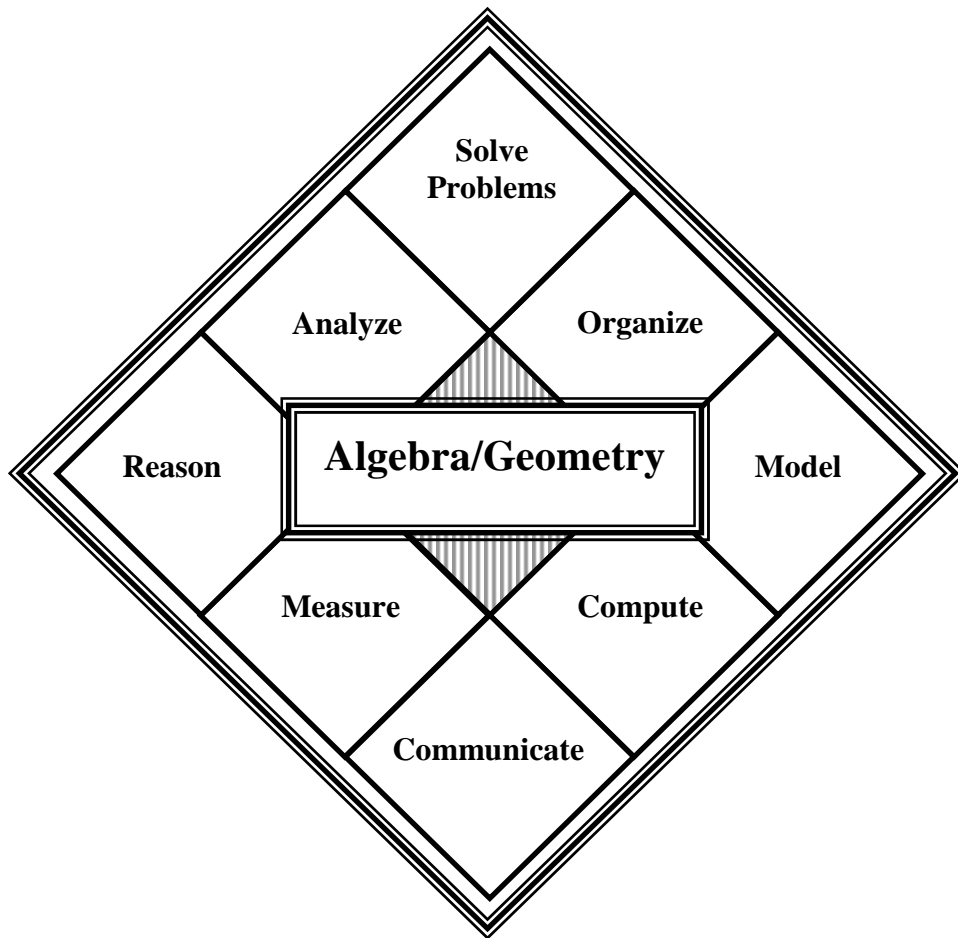 Solve
Problems
Analyze
Organize
Reason
Algebra/Geometry
Model
Measure
Compute
Communicate